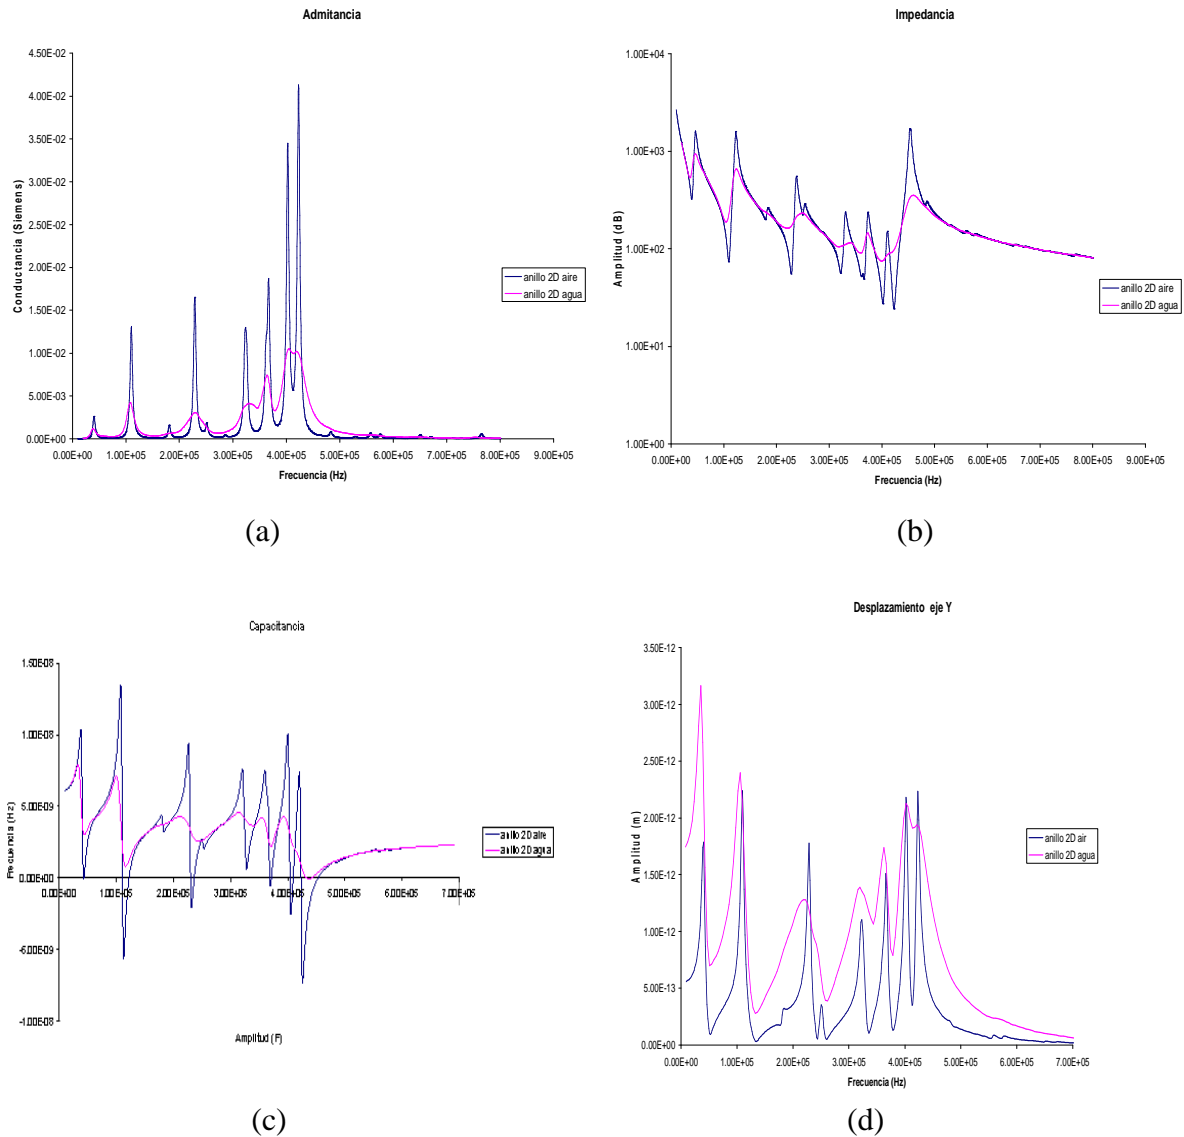 Admitancia
4.50E-02
4.00E-02
3.50E-02
3.00E-02
2.50E-02
2.00E-02
1.50E-02
1.00E-02
5.00E-03
0.00E+00
Conductancia (Siemens)
0.00E+00 1.00E+05 2.00E+05 3.00E+05 4.00E+05 5.00E+05 6.00E+05 7.00E+05 8.00E+05 9.00E+05
Frecuencia (Hz)
anillo 2D aire
anillo 2D agua
(a)
Impedancia
1.00E+04
1.00E+03
1.00E+02
1.00E+01
1.00E+00
Amplitud (dB)
0.00E+00 1.00E+05 2.00E+05 3.00E+05 4.00E+05 5.00E+05 6.00E+05 7.00E+05 8.00E+05 9.00E+05
Frecuencia (Hz)
anillo 2D aire
anillo 2D agua
(b)
Capacitancia
1.50E-08
1.00E-08
5.00E-09
0.00E+00
-5.00E-09
-1.00E-08
Frecuencia (Hz)
0.00E+00 1.00E+05 2.00E+05 3.00E+05 4.00E+05 5.00E+05 6.00E+05 7.00E+05
Amplitud (F)
anillo 2D aire
anillo 2D agua
(c)
Desplazamiento eje Y
3.50E-12
3.00E-12
2.50E-12
2.00E-12
1.50E-12
1.00E-12
5.00E-13
0.00E+00
Amplitud (m)
0.00E+00 1.00E+05 2.00E+05 3.00E+05 4.00E+05 5.00E+05 6.00E+05 7.00E+05
Frecuencia (Hz)
anillo 2D air
anillo 2D agua
(d)